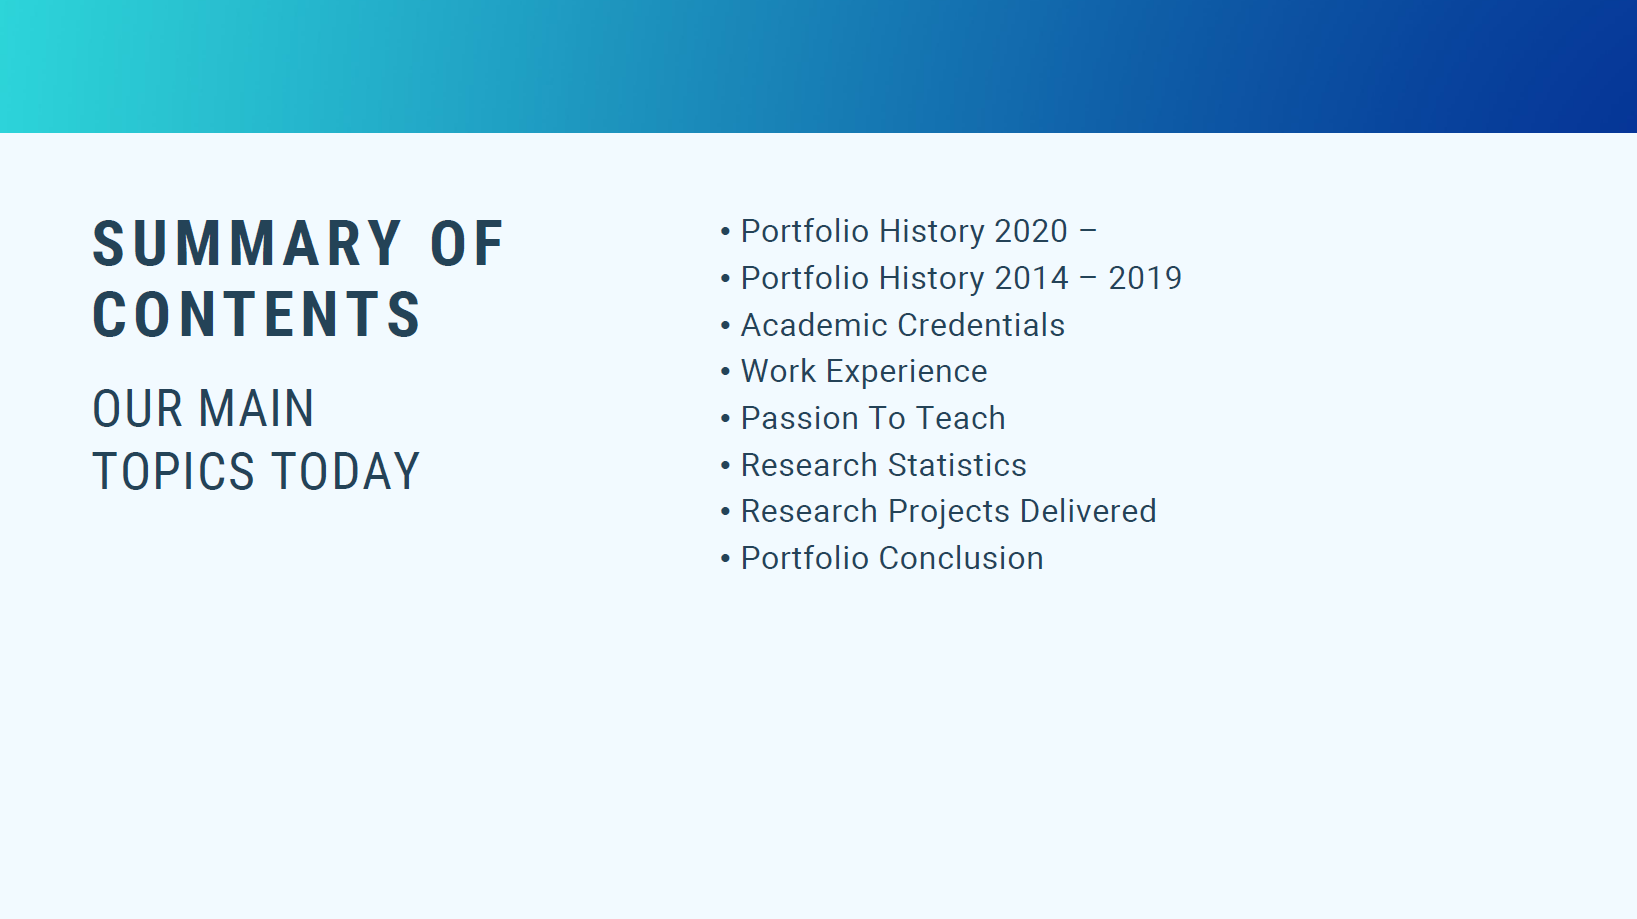 SUMMARY OF
CONTENTS
OUR MAIN
TOPICS TODAY
• Portfolio History 2020 –
• Portfolio History 2014 – 2019
• Academic Credentials
• Work Experience
• Passion To Teach
• Research Statistics
• Research Projects Delivered
• Portfolio Conclusion